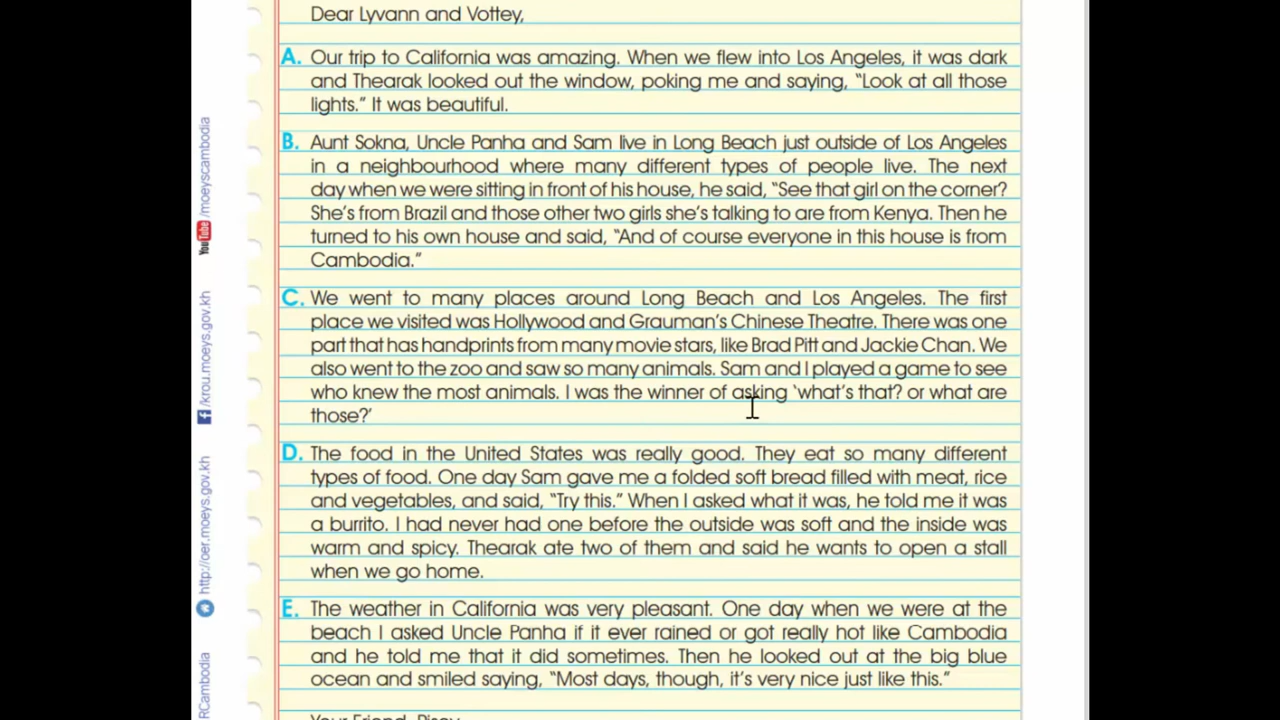 Dear Lyvann and Vottey,
A. Our trip to California was amazing. When we flew into Los Angeles, it was dark
and Thearak looked out the window, poking me and saying, “Look at all those
lights.” It was beautiful.
B. Aunt Sokna, Uncle Panha and Sam live in Long Beach just outside of Los Angeles
in a neighbourhood where many different types of people live. The next
day when we were sitting in front of his house, he said, “See that girl on the corner?
She’s from Brazil and those other two girls she’s talking to are from Kenya. Then he
turned to his own house and said, “And of course everyone in this house is from
Cambodia.”
C. We went to many places around Long Beach and Los Angeles. The first
place we visited was Hollywood and Grauman’s Chinese Theatre. There was one
part that has handprints from many movie stars, like Brad Pitt and Jackie Chan. We
also went to the zoo and saw so many animals. Sam and I played a game to see
who knew the most animals. I was the winner of asking ‘what’s that? or what are
those?’
D. The food in the United States was really good. They eat so many different
types of food. One day Sam gave me a folded soft bread filled with meat, rice
and vegetables, and said, “Try this.” When I asked what it was, he told me it was
a burrito. I had never had one before the outside was soft and the inside was
warm and spicy. Thearak ate two of them and said he wants to open a stall
when we go home.
E. The weather in California was very pleasant. One day when we were at the
beach I asked Uncle Panha if it ever rained or got really hot like Cambodia
and he told me that it did sometimes. Then he looked out at the big blue
ocean and smiled saying, “Most days, though, it’s very nice just like this.”
Your Friend, Pisey
YouTube /moeyscambodia
f /krou.moeys.gov.kh
http://oer.moeys.gov.kh
RCambodia